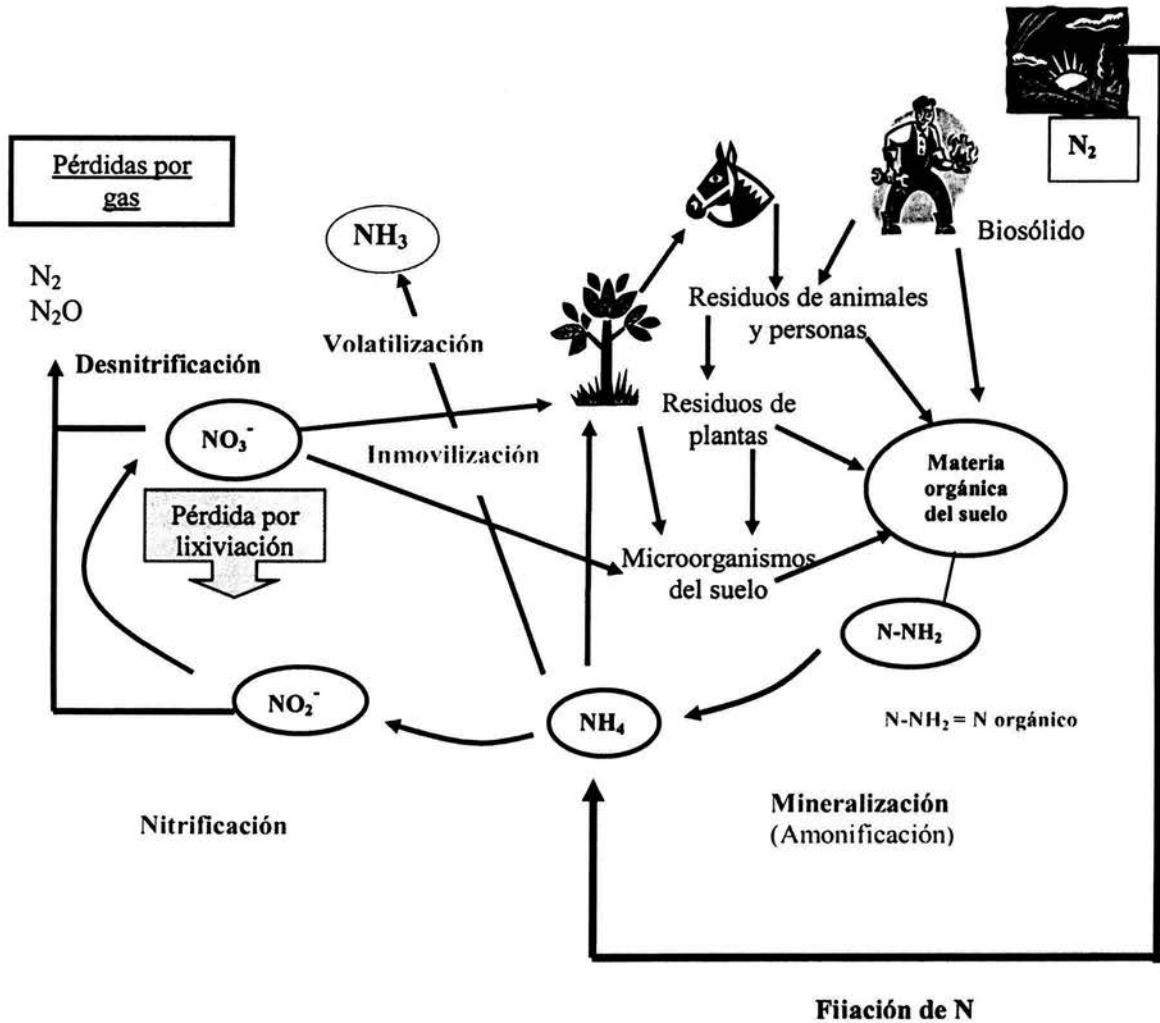 N₂
Pérdidas por
gas
NH₃
Biosólido
N₂
N₂O
Residuos de animales
y personas
Volatilización
Desnitrificación
Residuos de
plantas
NO₃⁻
Inmovilización
Materia
orgánica
del suelo
Pérdida por
lixiviación
Microorganismos
del suelo
N-NH₂
NO₂⁻
NH₄
N-NH₂ = N orgánico
Mineralización
(Amonificación)
Nitrificación
Fijación de N